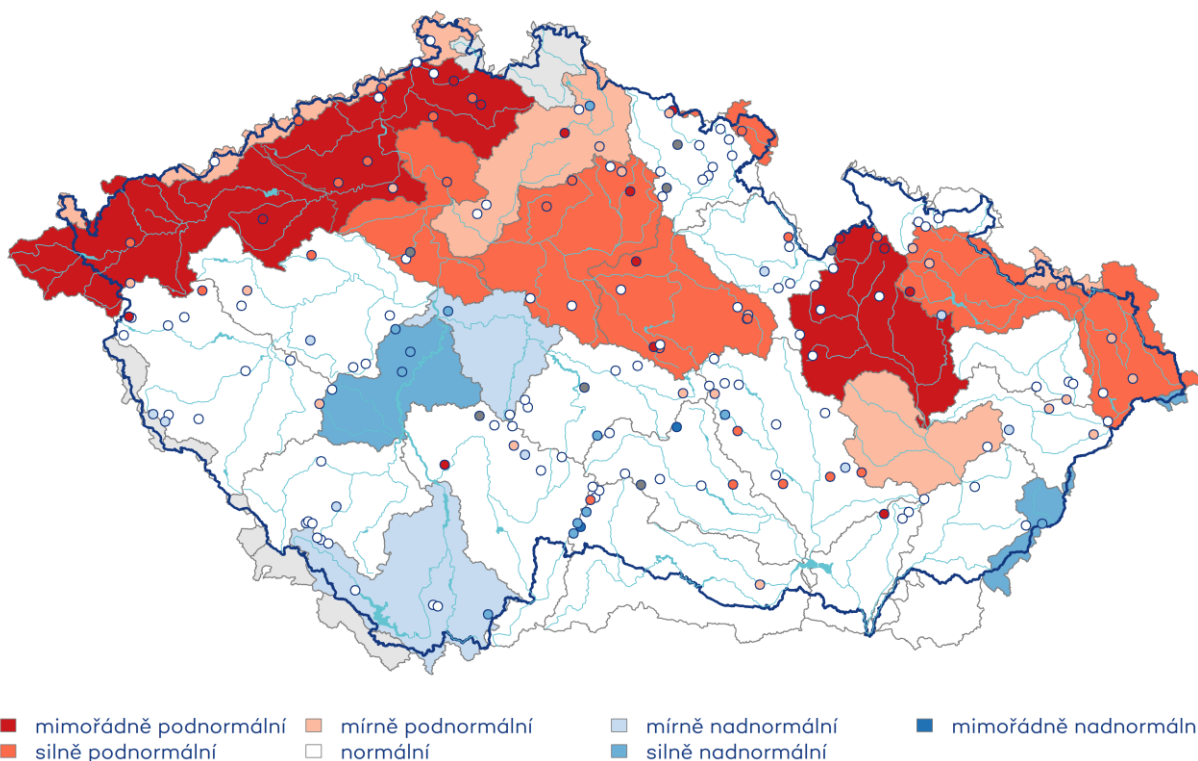 mimořádně podnormální
mírně podnormální
mírně nadnormální
mimořádně nadnormáln
silně podnormální
normální
silně nadnormální